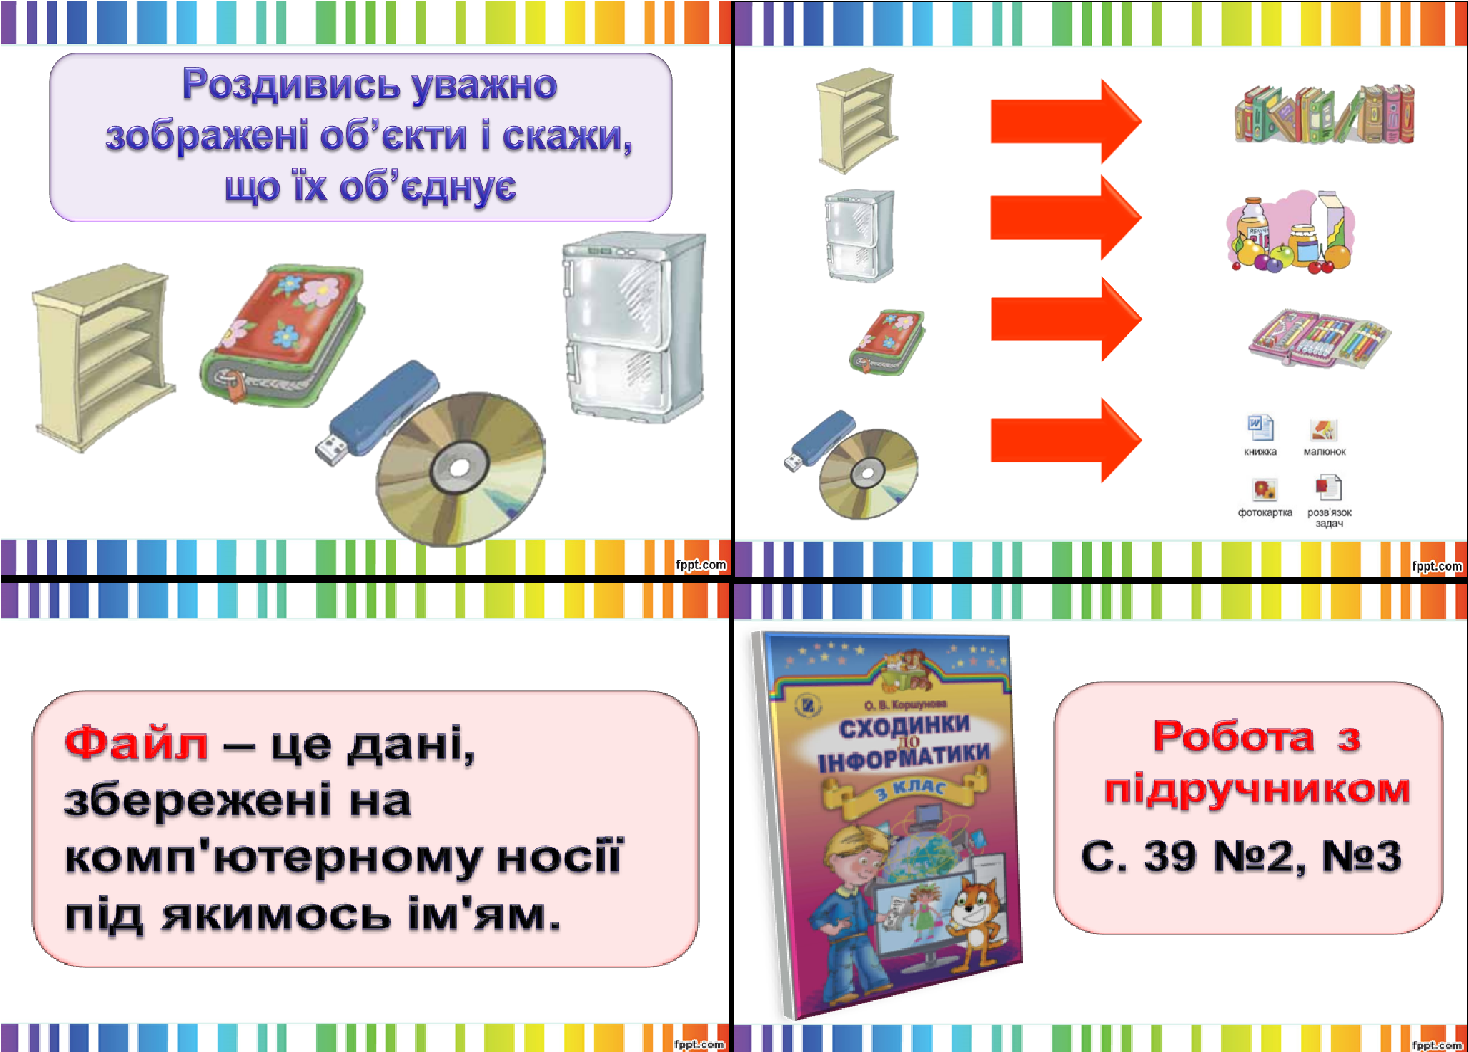 Роздивись уважно
зображені об’єкти і скажи,
що їх об’єднує
fppt.com
книжка
малюнок
фотокартка
розв’язок
задач
fppt.com
Файл – це дані,
збережені на
комп'ютерному носії
під якимось ім'ям.
fppt.com
О. В. Коршунова
СХОДИНКИ
ДО
ІНФОРМАТИКИ
3 КЛАС
Робота з
підручником
С. 39 №2, №3
fppt.com